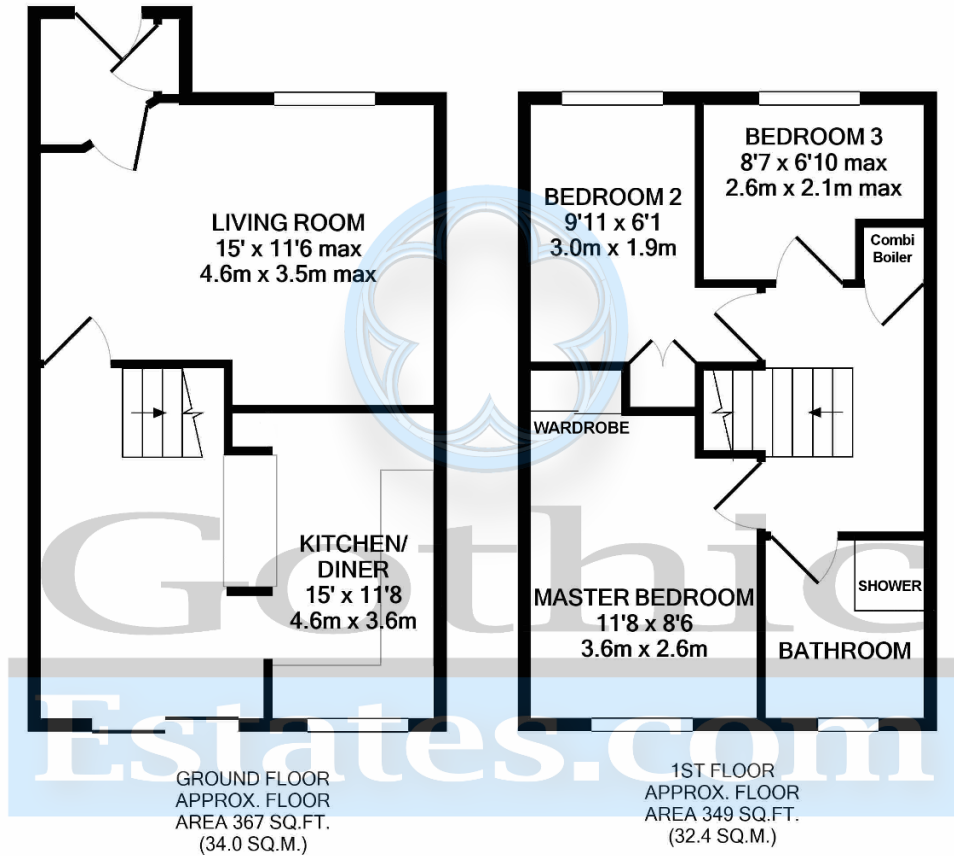 LIVING ROOM
15' x 11'6 max
4.6m x 3.5m max
KITCHEN/
DINER
15' x 11'8
4.6m x 3.6m
BEDROOM 2
9'11 x 6'1
3.0m x 1.9m
BEDROOM 3
8'7 x 6'10 max
2.6m x 2.1m max
Combi
Boiler
WARDROBE
MASTER BEDROOM
11'8 x 8'6
3.6m x 2.6m
SHOWER
BATHROOM
Gothic
Estates.com
GROUND FLOOR
APPROX. FLOOR
AREA 367 SQ.FT.
(34.0 SQ.M.)
1ST FLOOR
APPROX. FLOOR
AREA 349 SQ.FT.
(32.4 SQ.M.)